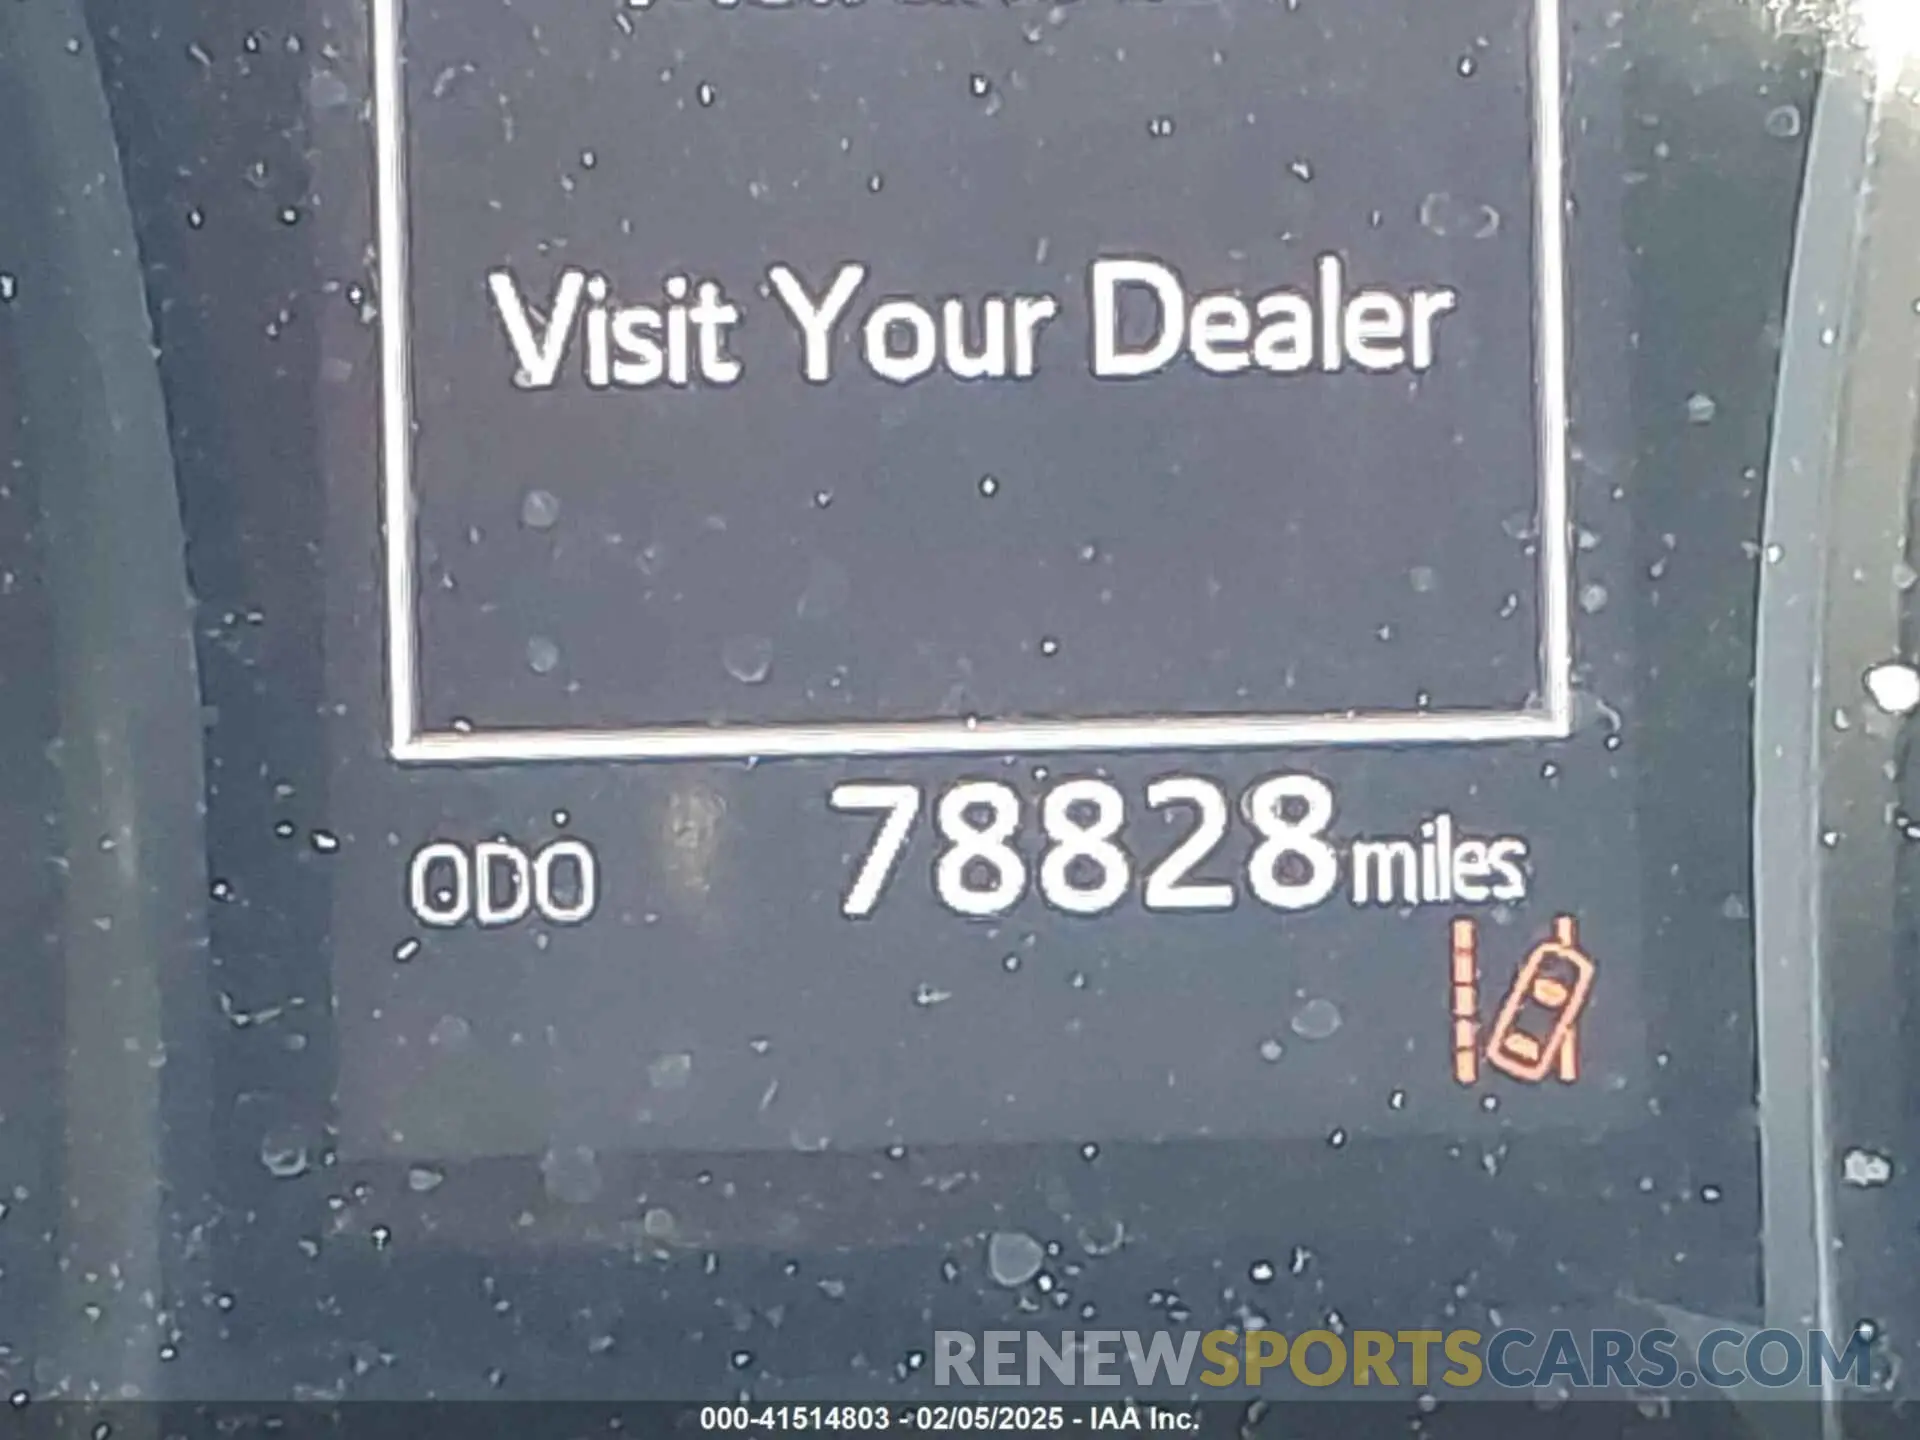 Visit Your Dealer
ODO 78828 miles
RENEWSPORTSCARS.COM
000-41514803 - 02/05/2025 - IAA Inc.